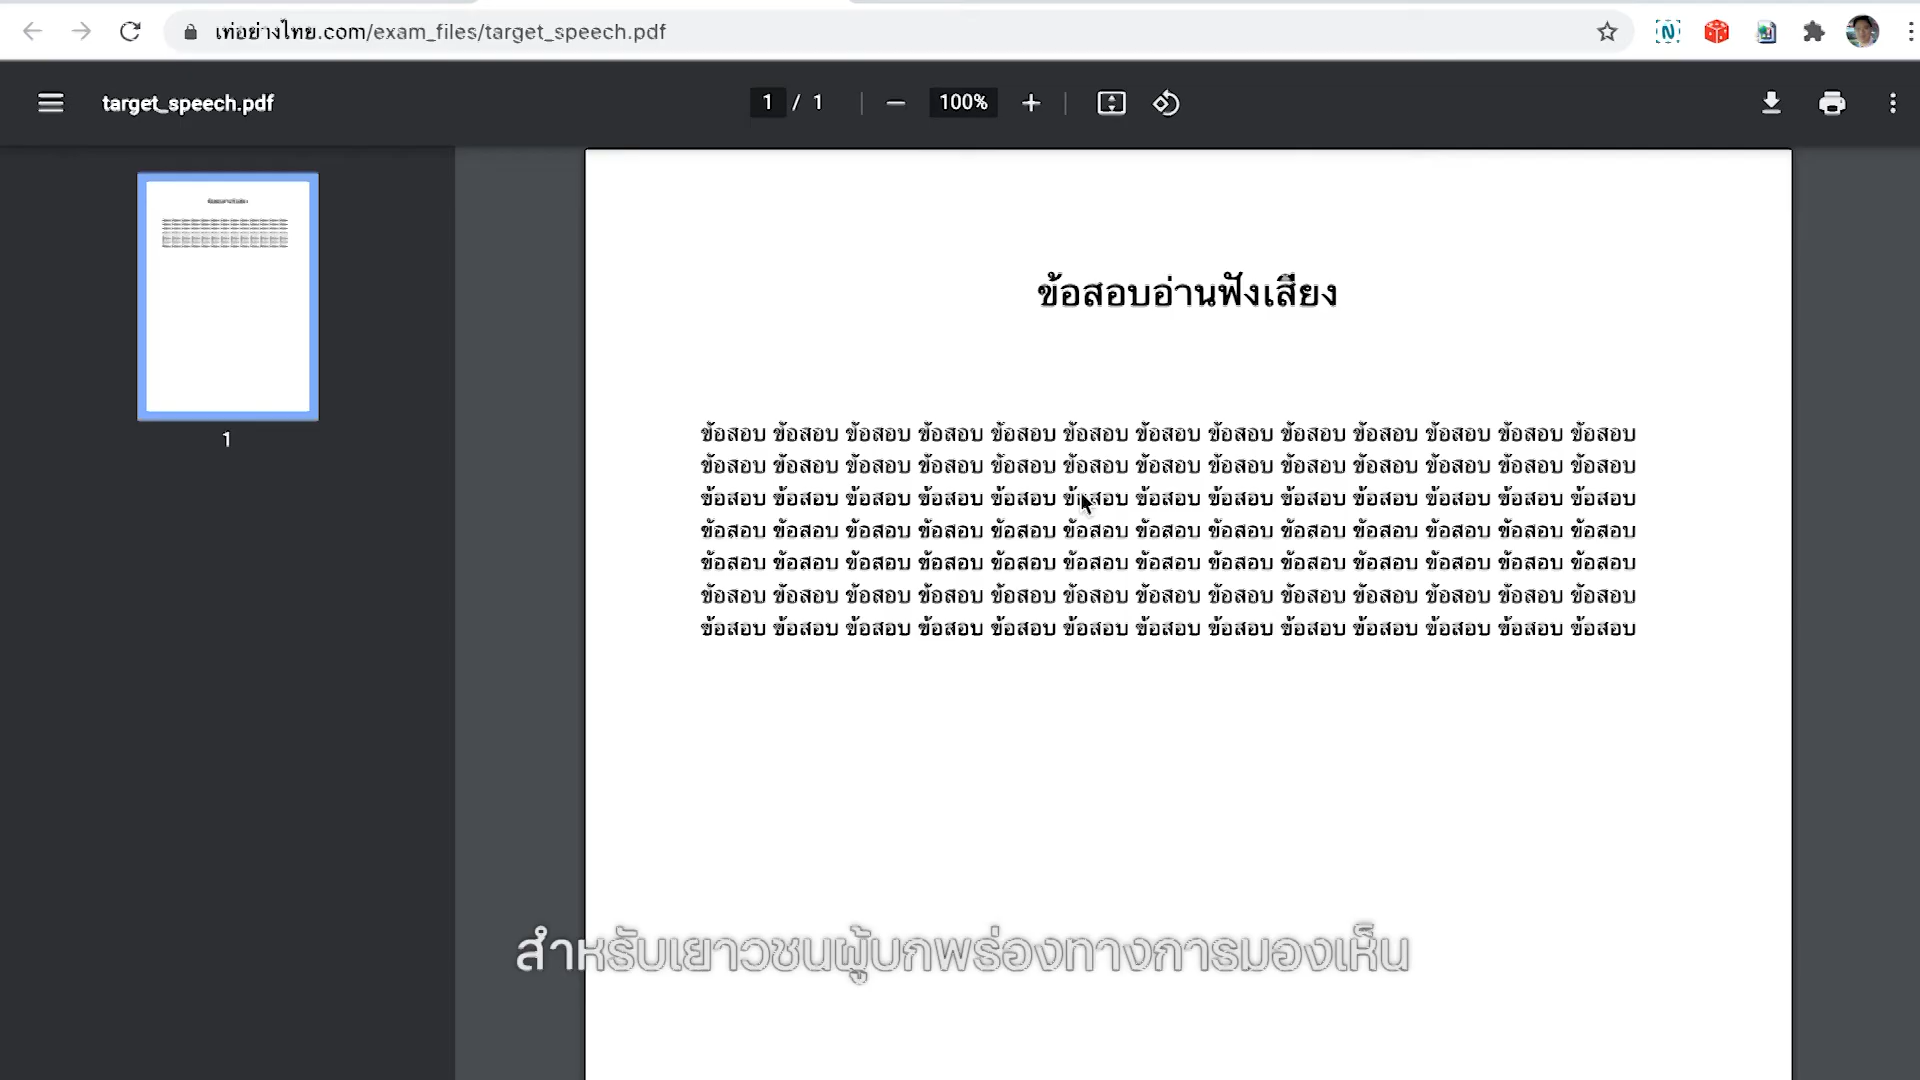 เท่อย่างไทย.com/exam_files/target_speech.pdf
target_speech.pdf
1 / 1
100%
1
ข้อสอบอ่านฟังเสียง
ข้อสอบ ข้อสอบ ข้อสอบ ข้อสอบ ข้อสอบ ข้อสอบ ข้อสอบ ข้อสอบ ข้อสอบ ข้อสอบ ข้อสอบ ข้อสอบ ข้อสอบ
ข้อสอบ ข้อสอบ ข้อสอบ ข้อสอบ ข้อสอบ ข้อสอบ ข้อสอบ ข้อสอบ ข้อสอบ ข้อสอบ ข้อสอบ ข้อสอบ ข้อสอบ
ข้อสอบ ข้อสอบ ข้อสอบ ข้อสอบ ข้อสอบ ข้อสอบ ข้อสอบ ข้อสอบ ข้อสอบ ข้อสอบ ข้อสอบ ข้อสอบ ข้อสอบ
ข้อสอบ ข้อสอบ ข้อสอบ ข้อสอบ ข้อสอบ ข้อสอบ ข้อสอบ ข้อสอบ ข้อสอบ ข้อสอบ ข้อสอบ ข้อสอบ ข้อสอบ
ข้อสอบ ข้อสอบ ข้อสอบ ข้อสอบ ข้อสอบ ข้อสอบ ข้อสอบ ข้อสอบ ข้อสอบ ข้อสอบ ข้อสอบ ข้อสอบ ข้อสอบ
ข้อสอบ ข้อสอบ ข้อสอบ ข้อสอบ ข้อสอบ ข้อสอบ ข้อสอบ ข้อสอบ ข้อสอบ ข้อสอบ ข้อสอบ ข้อสอบ ข้อสอบ
ข้อสอบ ข้อสอบ ข้อสอบ ข้อสอบ ข้อสอบ ข้อสอบ ข้อสอบ ข้อสอบ ข้อสอบ ข้อสอบ ข้อสอบ ข้อสอบ ข้อสอบ
สำหรับเยาวชนผู้บกพร่องทางการมองเห็น